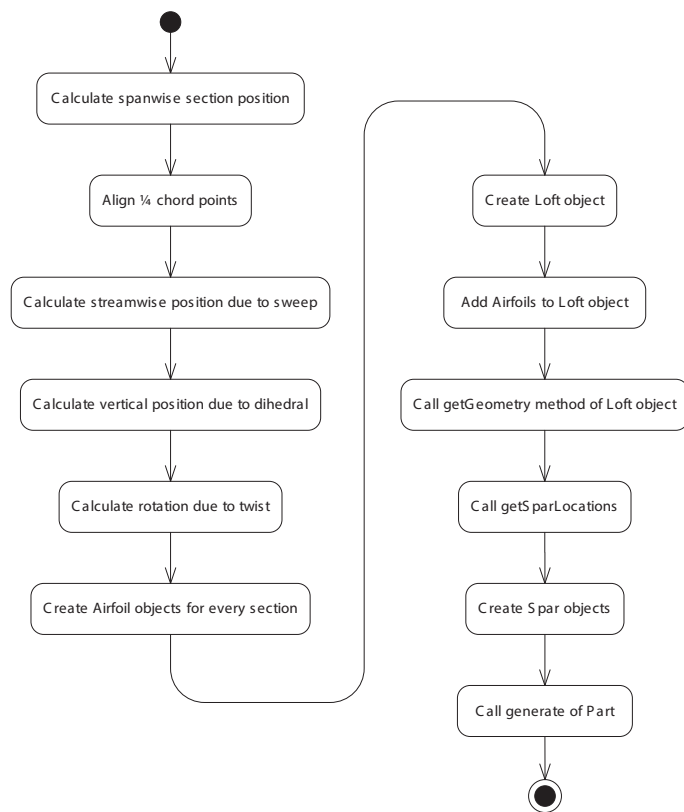 Calculate spanwise section position
Align ¼ chord points
Calculate streamwise position due to sweep
Calculate vertical position due to dihedral
Calculate rotation due to twist
Create Airfoil objects for every section
Create Loft object
Add Airfoils to Loft object
Call getGeometry method of Loft object
Call getSparLocations
Create Spar objects
Call generate of Part